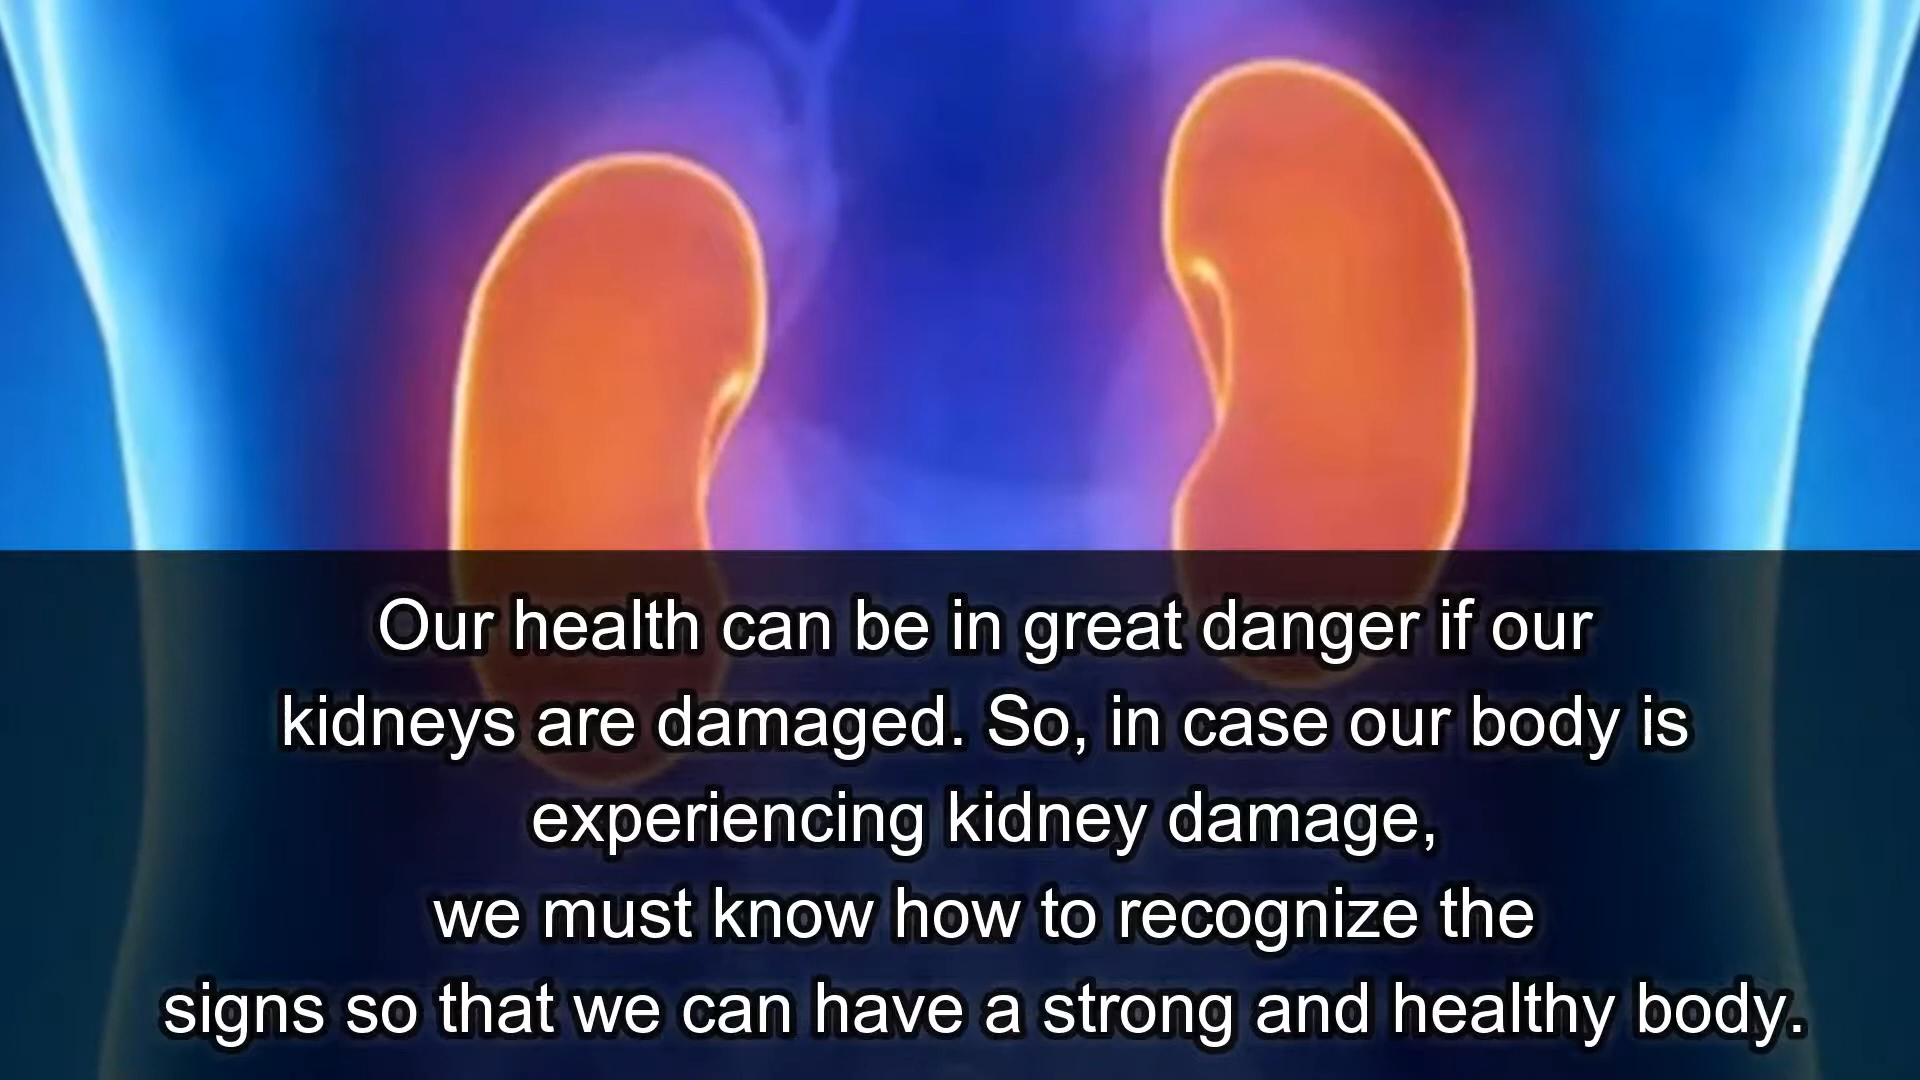 Our health can be in great danger if our
kidneys are damaged. So, in case our body is
experiencing kidney damage,
we must know how to recognize the
signs so that we can have a strong and healthy body.